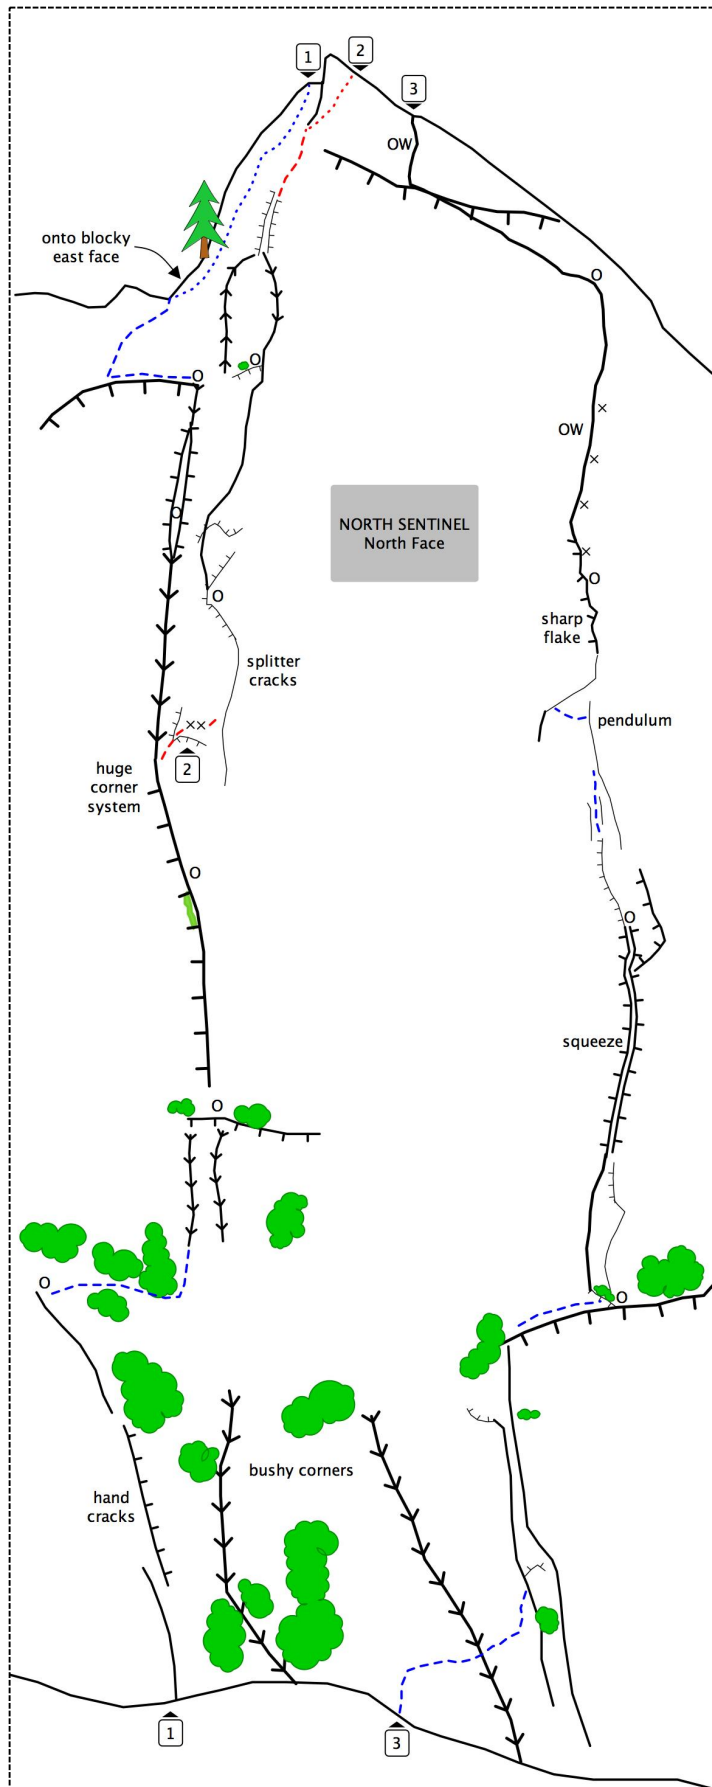 1
2
3
OW
onto blocky
east face
O
O
O
OW
NORTH SENTINEL
North Face
O
O
O
sharp
flake
splitter
cracks
pendulum
2
huge
corner
system
O
O
squeeze
O
O
O
bushy corners
hand
cracks
1
3